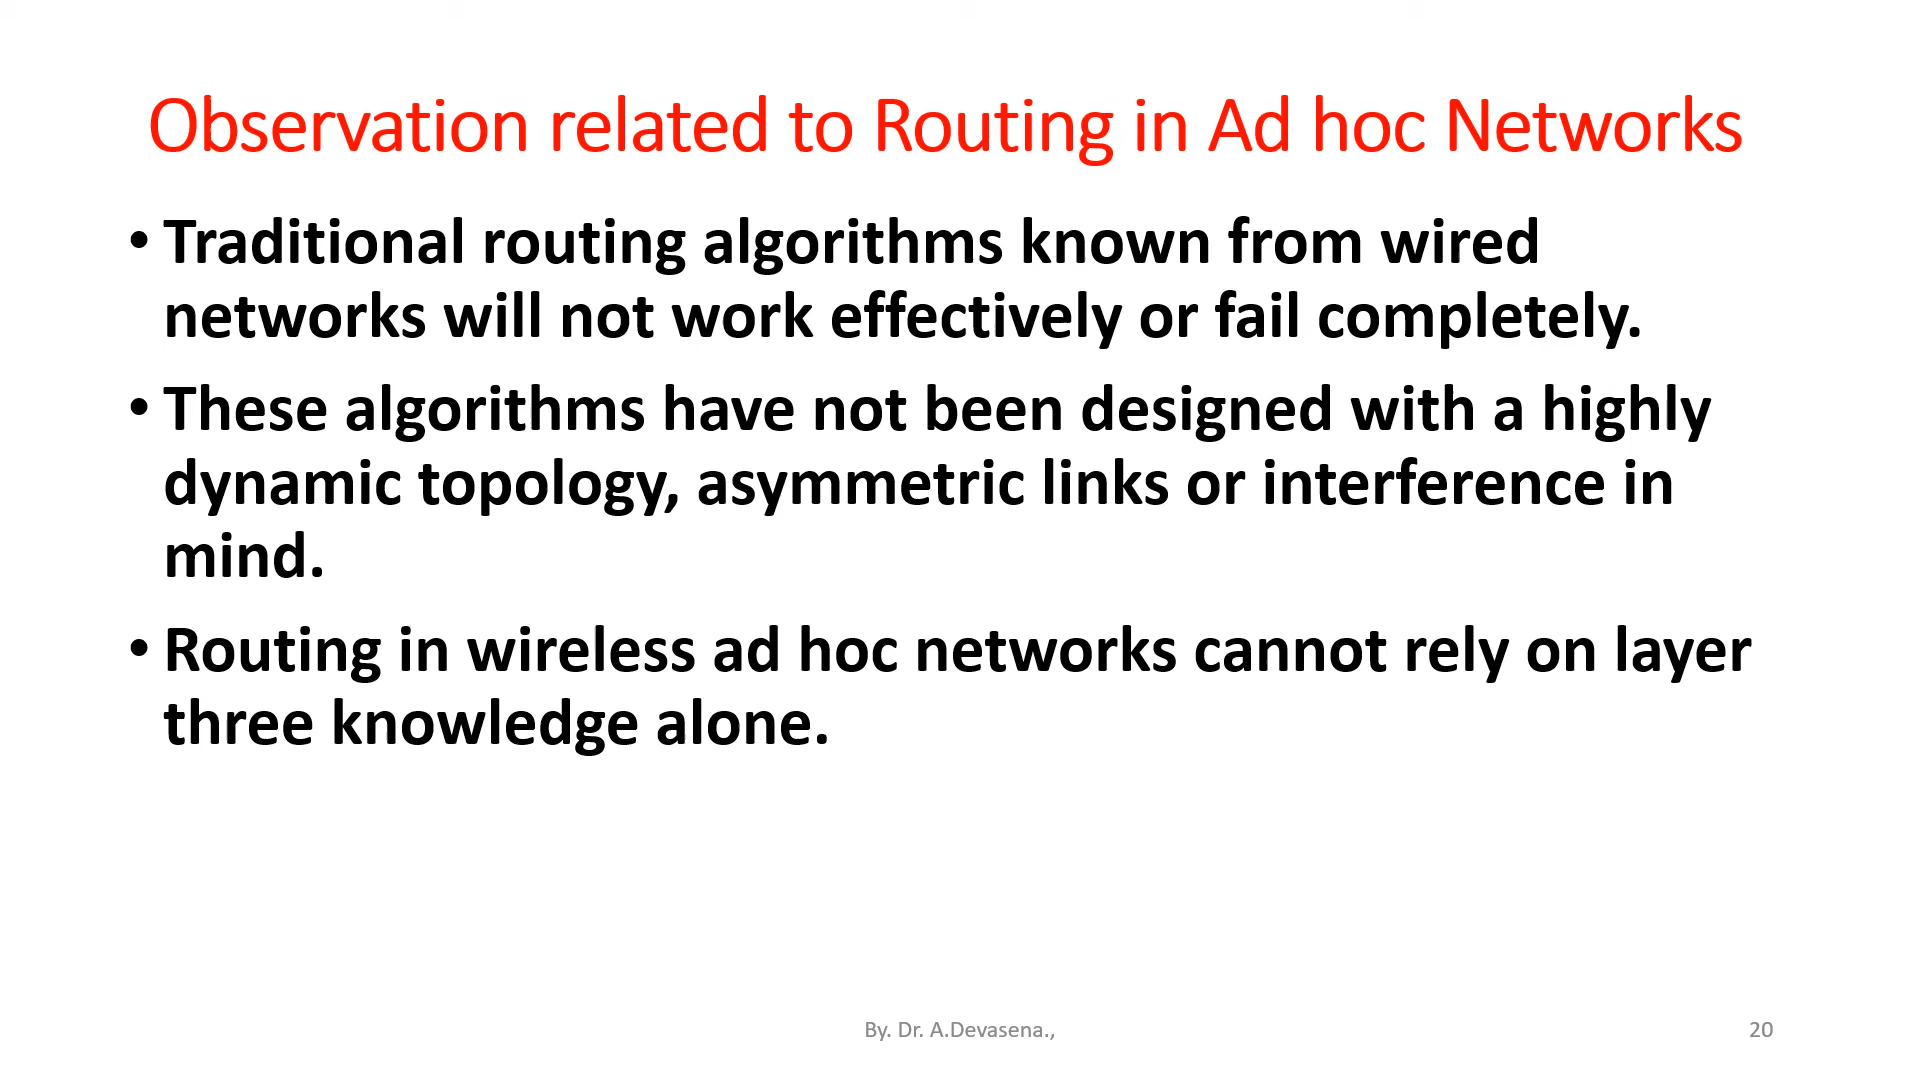 Observation related to Routing in Ad hoc Networks
• Traditional routing algorithms known from wired
networks will not work effectively or fail completely.
• These algorithms have not been designed with a highly
dynamic topology, asymmetric links or interference in
mind.
• Routing in wireless ad hoc networks cannot rely on layer
three knowledge alone.
By. Dr. A.Devasena.,
20